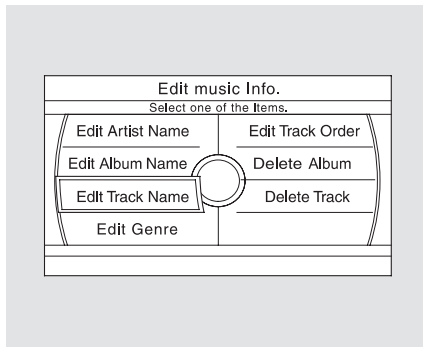 Edit music Info.
Select one of the Items.
Edit Artist Name
Edit Album Name
EdIt Track Name
Edit Genre
Edit Track Order
Delete Album
Delete Track